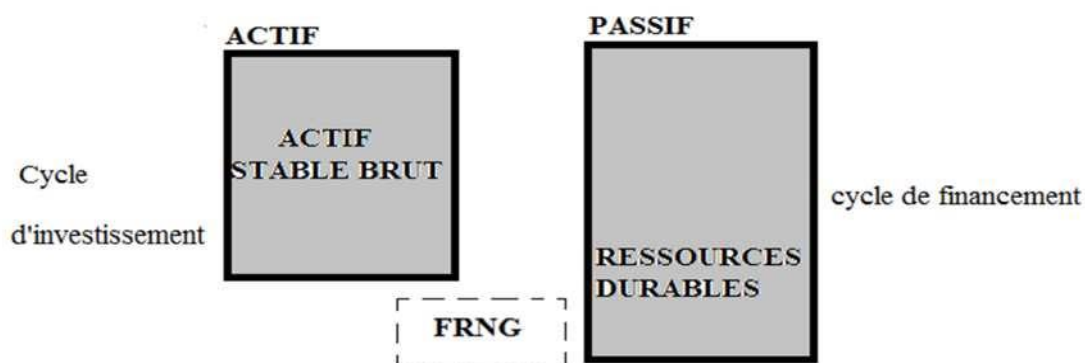 ACTIF
PASSIF
ACTIF
STABLE BRUT
Cycle
d'investissement
cycle de financement
RESSOURCES
DURABLES
FRNG